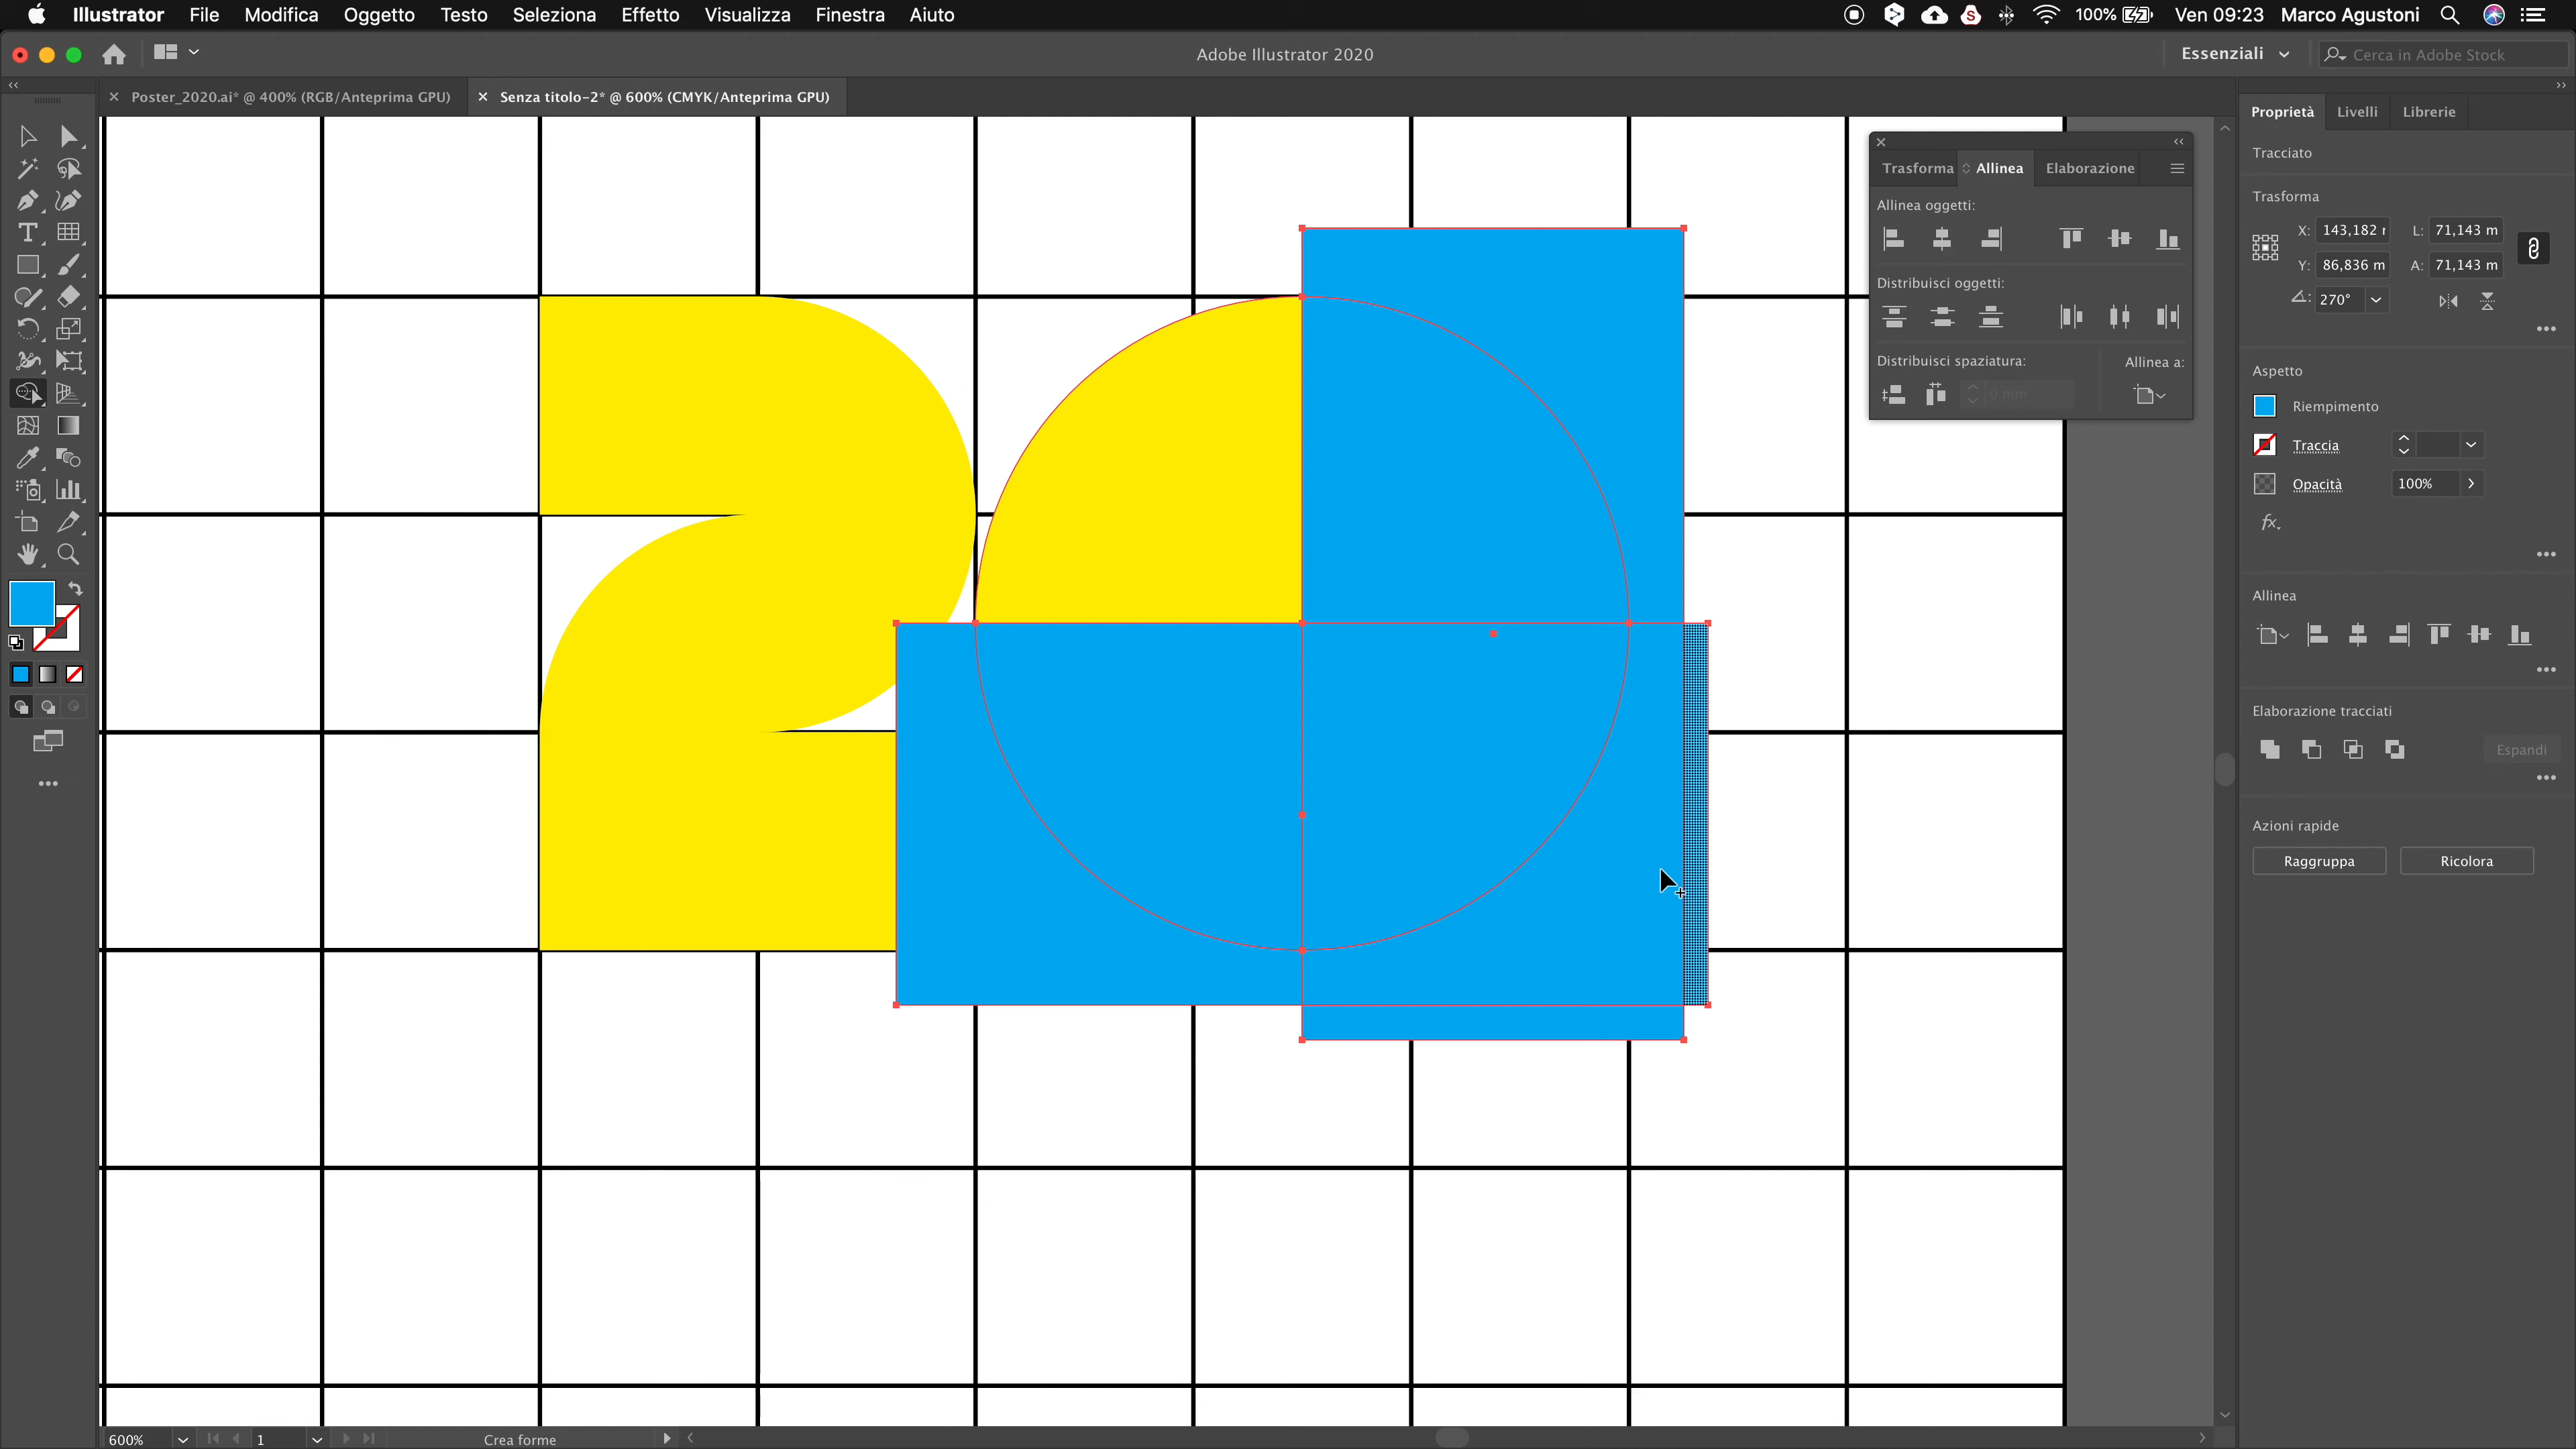 Illustrator File Modifica Oggetto Testo Seleziona Effetto Visualizza Finestra Aiuto 100% Ven 09:23 Marco Agustoni
Adobe Illustrator 2020 Essenziali Cerca in Adobe Stock
Poster_2020.ai* @ 400% (RGB/Anteprima GPU) Senza titolo-2* @ 600% (CMYK/Anteprima GPU)
Proprietà Livelli Librerie
Tracciato
Trasforma
X: 143,182 L: 71,143 m
Y: 86,836 m A: 71,143 m
270°
Aspetto
Riempimento
Traccia
Opacità 100%
fx.
Allinea
Elaborazione tracciati
Espandi
Azioni rapide
Raggruppa Ricolora
Trasforma Allinea Elaborazione
Allinea oggetti:
Distribuisci oggetti:
Distribuisci spaziatura: Allinea a:
0 mm
600% 1 Crea forme